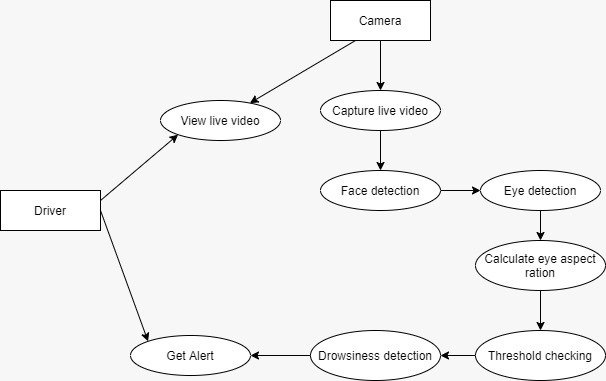 Camera
Capture live video
View live video
Face detection
Eye detection
Driver
Calculate eye aspect
ration
Get Alert
Drowsiness detection
Threshold checking